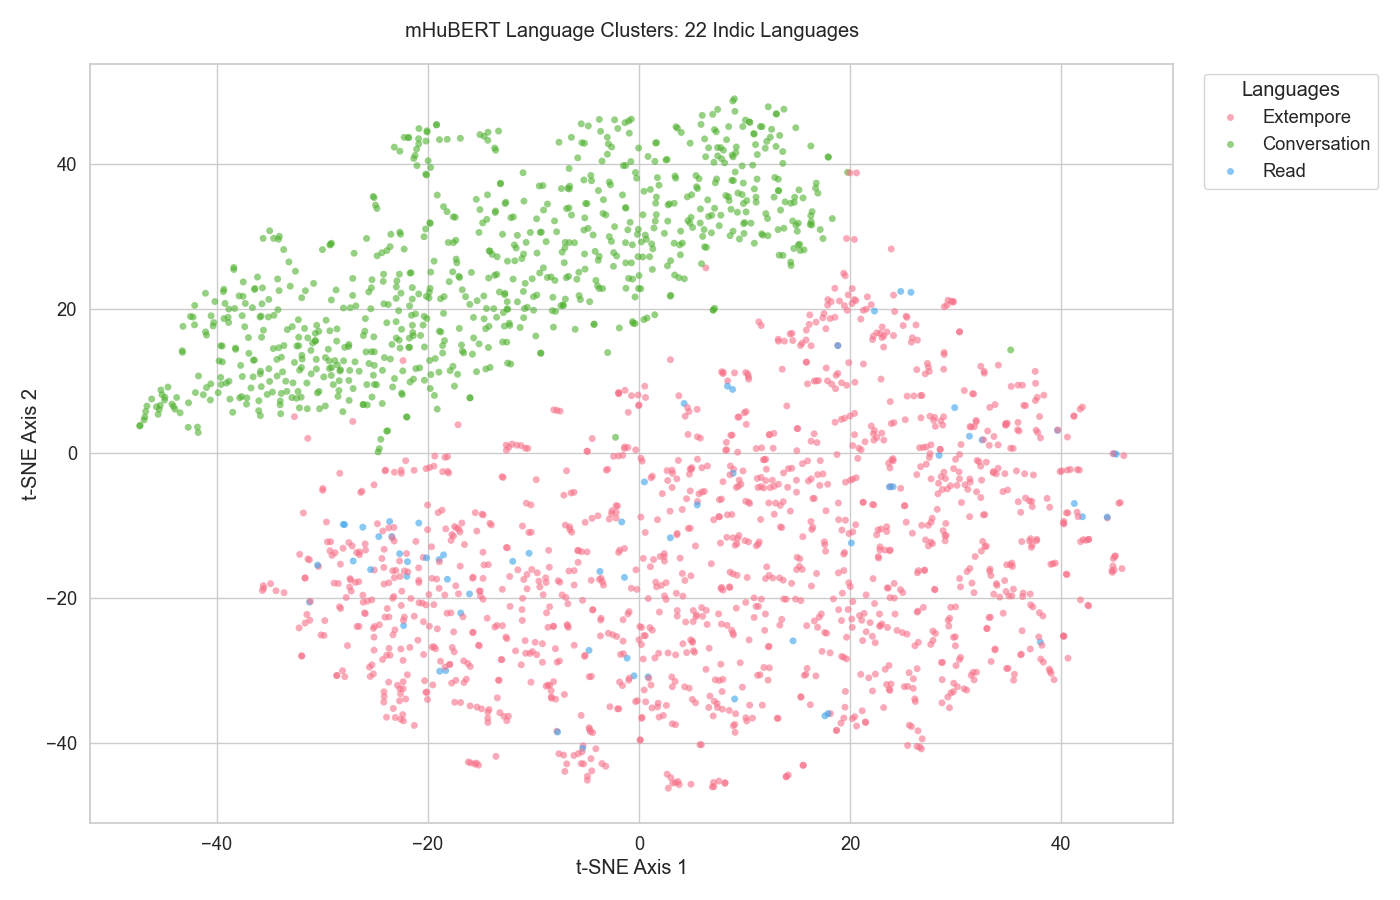 mHuBERT Language Clusters: 22 Indic Languages
Languages
Extempore
Conversation
Read
t-SNE Axis 2
40
20
0
−20
−40
−40
−20
0
20
40
t-SNE Axis 1